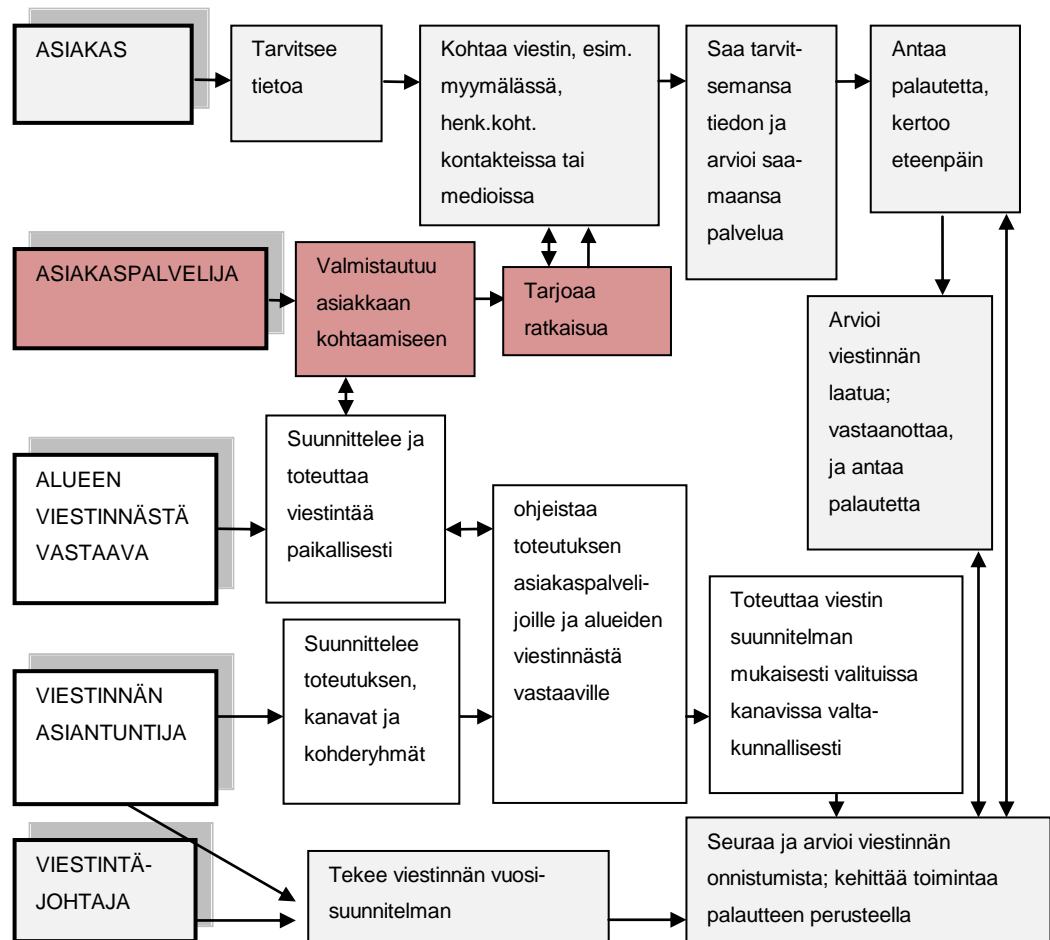 ASIAKAS
Tarvitsee
tietoa
Kohtaa viestin, esim.
myymälässä,
henk.koht.
kontakteissa tai
medioissa
Saa tarvit-
semansa
tiedon ja
arvioi saa-
maansa
palvelua
Antaa
palautetta,
kertoo
eteenpäin
ASIAKASPALVELIJA
Valmistautuu
asiakkaan
kohtaamiseen
Tarjoaa
ratkaisua
Arvioi
viestinnän
laatua;
vastaanottaa,
ja antaa
palautetta
ALUEEN
VIESTINNÄSTÄ
VASTAAVA
Suunnittelee ja
toteuttaa
viestintää
paikallisesti
ohjeistaa
toteutuksen
asiakaspalveli-
joille ja alueiden
viestinnästä
vastaaville
VIESTINNÄN
ASIANTUNTIJA
Suunnittelee
toteutuksen,
kanavat ja
kohderyhmät
Toteuttaa viestin
suunnitelman
mukaisesti valituissa
kanavissa valta-
kunnallisesti
VIESTINTÄ-
JOHTAJA
Tekee viestinnän vuosi-
suunnitelman
Seuraa ja arvioi viestinnän
onnistumista; kehittää toimintaa
palautteen perusteella